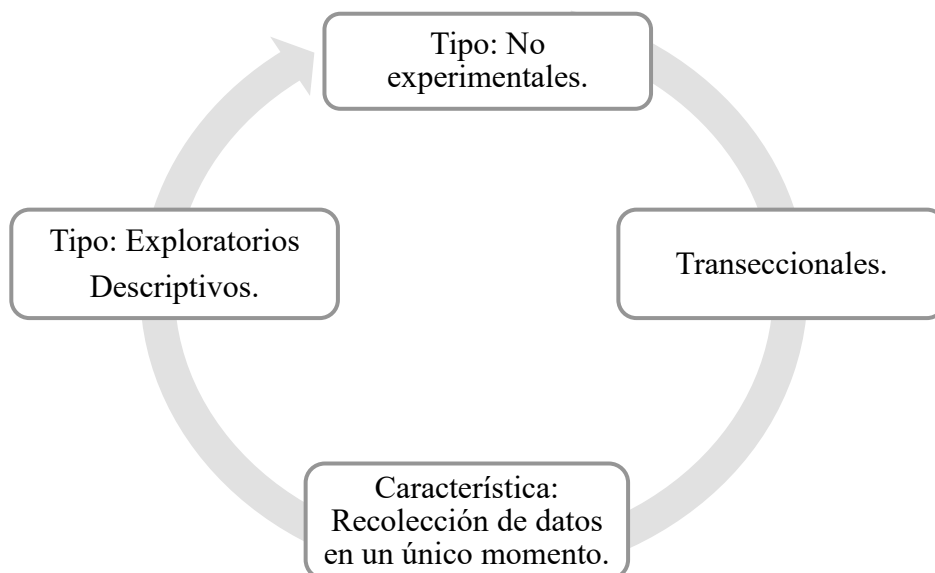 Tipo: No
experimentales.
Transeccionales.
Característica:
Recolección de datos
en un único momento.
Tipo: Exploratorios
Descriptivos.